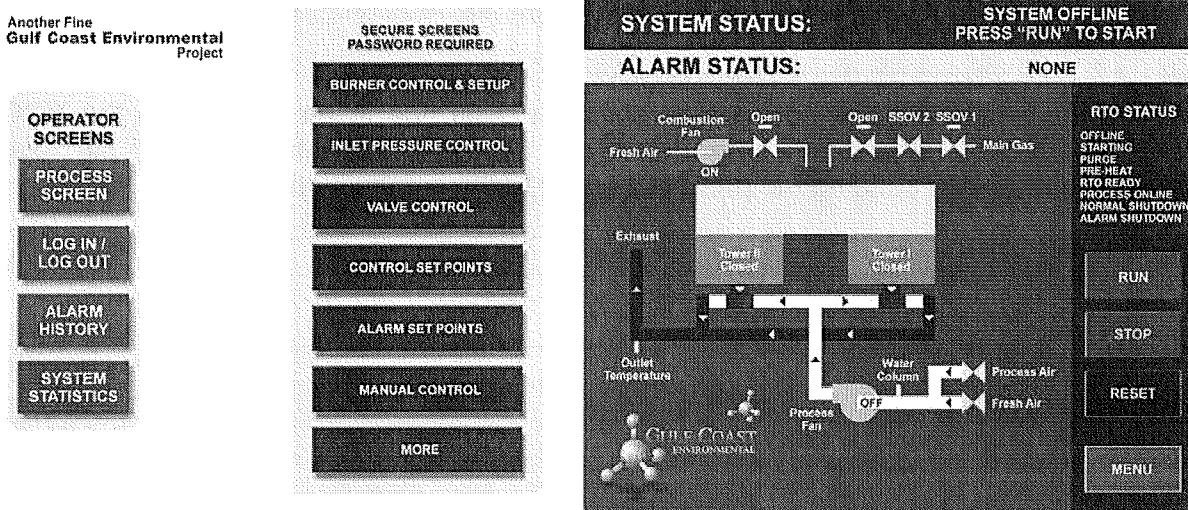 Another Fine
Gulf Coast Environmental
Project
OPERATOR
SCREENS
PROCESS
SCREEN
LOG IN /
LOG OUT
ALARM
HISTORY
SYSTEM
STATISTICS
SECURE SCREENS
PASSWORD REQUIRED
BURNER CONTROL & SETUP
INLET PRESSURE CONTROL
VALVE CONTROL
CONTROL SET POINTS
ALARM SET POINTS
MANUAL CONTROL
MORE
SYSTEM STATUS:
SYSTEM OFFLINE
PRESS "RUN" TO START
ALARM STATUS:
NONE
Combustion
Fan
Open
Open
SSOV 2
SSOV 1
Fresh Air
ON
Main Gas
Exhaust
Tower II
Closed
Tower I
Closed
Outlet
Temperature
Water
Column
Process Air
OFF
Fresh Air
Process
Fan
GULF COAST
ENVIRONMENTAL
RTO STATUS
OFFLINE
STARTING
PURGE
PRE-HEAT
RTO READY
PROCESS ONLINE
NORMAL SHUTDOWN
ALARM SHUTDOWN
RUN
STOP
RESET
MENU